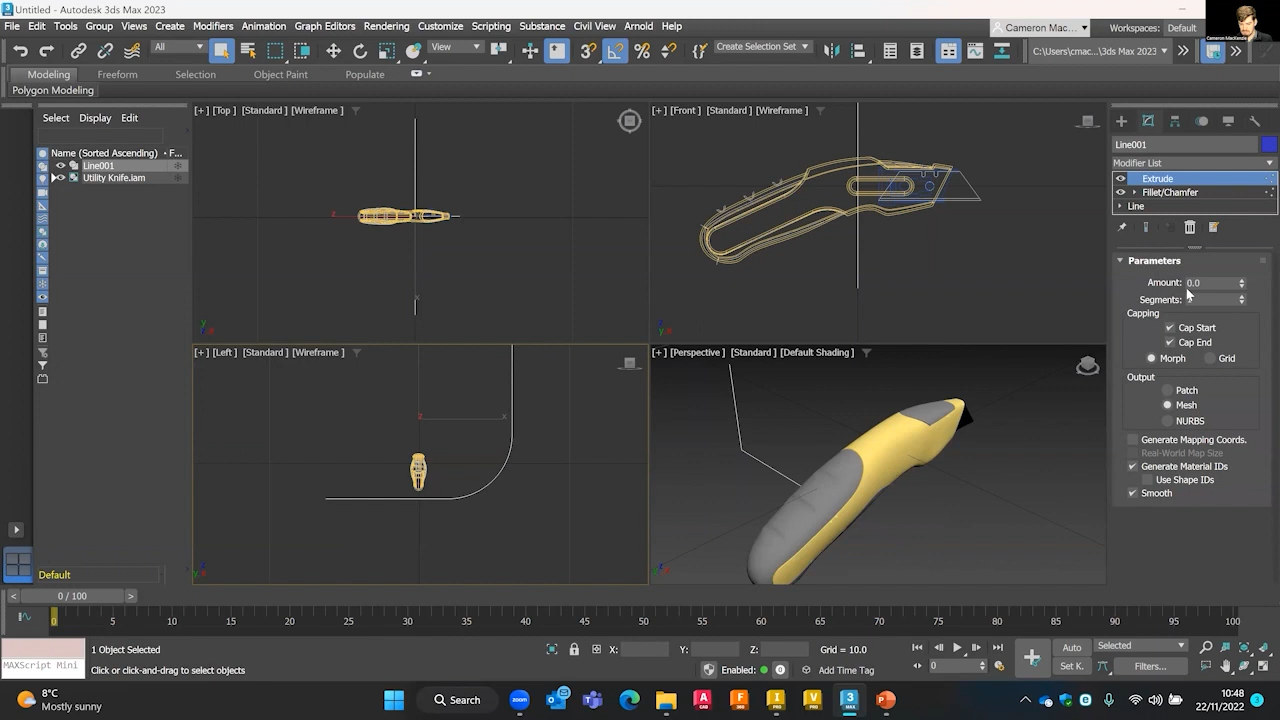 Untitled - Autodesk 3ds Max 2023
File Edit Tools Group Views Create Modifiers Animation Graph Editors Rendering Customize Scripting Substance Civil View Arnold Help
Cameron Mac... Workspaces: Default
Cameron MacKenzie
All View Create Selection Set C:\Users\cmac...\3ds Max 2023
Modeling Freeform Selection Object Paint Populate
Polygon Modeling
Select Display Edit
Name (Sorted Ascending) F...
Line001
Utility Knife.iam
Default
[+] [Top] [Standard] [Wireframe]
[+] [Front] [Standard] [Wireframe]
[+] [Left] [Standard] [Wireframe]
[+] [Perspective] [Standard] [Default Shading]
Line001
Modifier List
Extrude
Fillet/Chamfer
Line
Parameters
Amount: 0.0
Segments:
Capping
Cap Start
Cap End
Morph Grid
Output
Patch
Mesh
NURBS
Generate Mapping Coords.
Real-World Map Size
Generate Material IDs
Use Shape IDs
Smooth
0 / 100
0 5 10 15 20 25 30 35 40 45 50 55 60 65 70 75 80 85 90 95 100
MAXScript Mini
1 Object Selected
Click or click-and-drag to select objects
X: Y: Z: Grid = 10.0
Enabled: 0 Add Time Tag
Auto Selected
Set K. Filters...
0
8°C
Mostly sunny
Search
10:48
22/11/2022